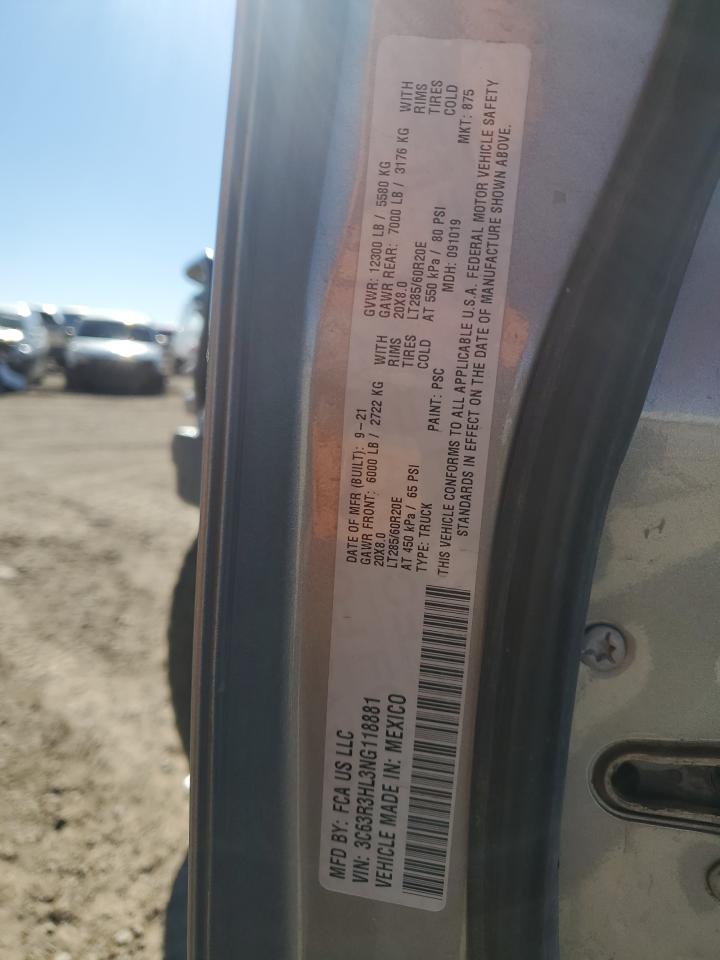 MFD BY: FCA US LLC
VIN: 3C63R3HL3NG118881
VEHICLE MADE IN: MEXICO
DATE OF MFR (BUILT): 9-21
GAWR FRONT: 6000 LB / 2722 KG WITH
20X8.0 RIMS
LT285/60R20E TIRES
AT 450 kPa / 65 PSI COLD
TYPE: TRUCK PAINT: PSC
GVWR: 12300 LB / 5580 KG
GAWR REAR: 7000 LB / 3176 KG WITH
20X8.0 RIMS
LT285/60R20E TIRES
AT 550 kPa / 80 PSI COLD
MDH: 091019 MKT: 875
THIS VEHICLE CONFORMS TO ALL APPLICABLE U.S.A. FEDERAL MOTOR VEHICLE SAFETY
STANDARDS IN EFFECT ON THE DATE OF MANUFACTURE SHOWN ABOVE.